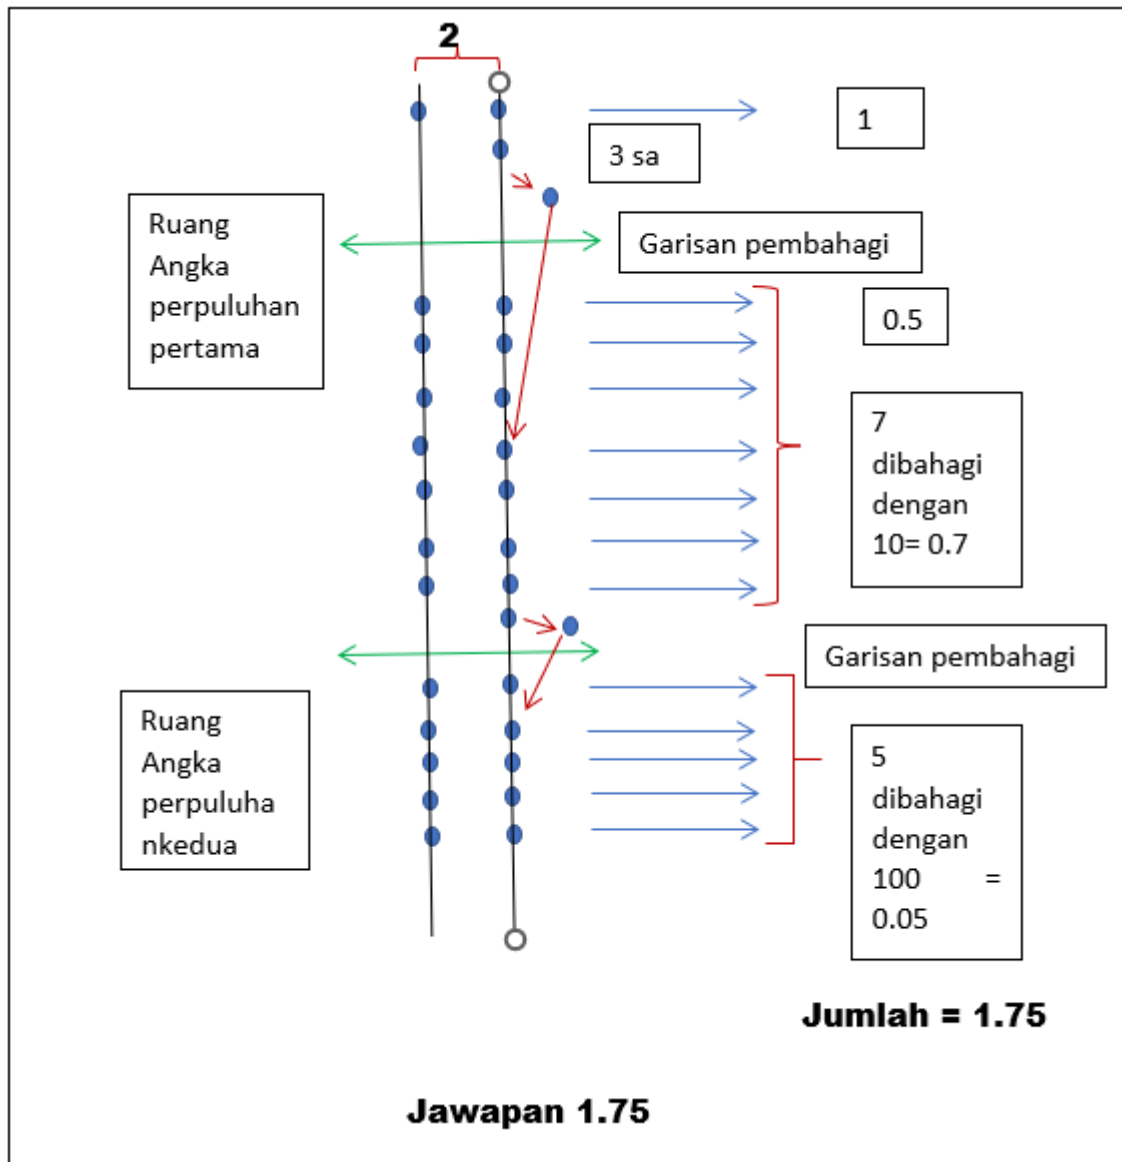 2
1
3 sa
Ruang
Angka
perpuluhan
pertama
Garisan pembahagi
0.5
7
dibahagi
dengan
10= 0.7
Garisan pembahagi
Ruang
Angka
perpuluha
nkedua
5
dibahagi
dengan
100 =
0.05
Jumlah = 1.75
Jawapan 1.75